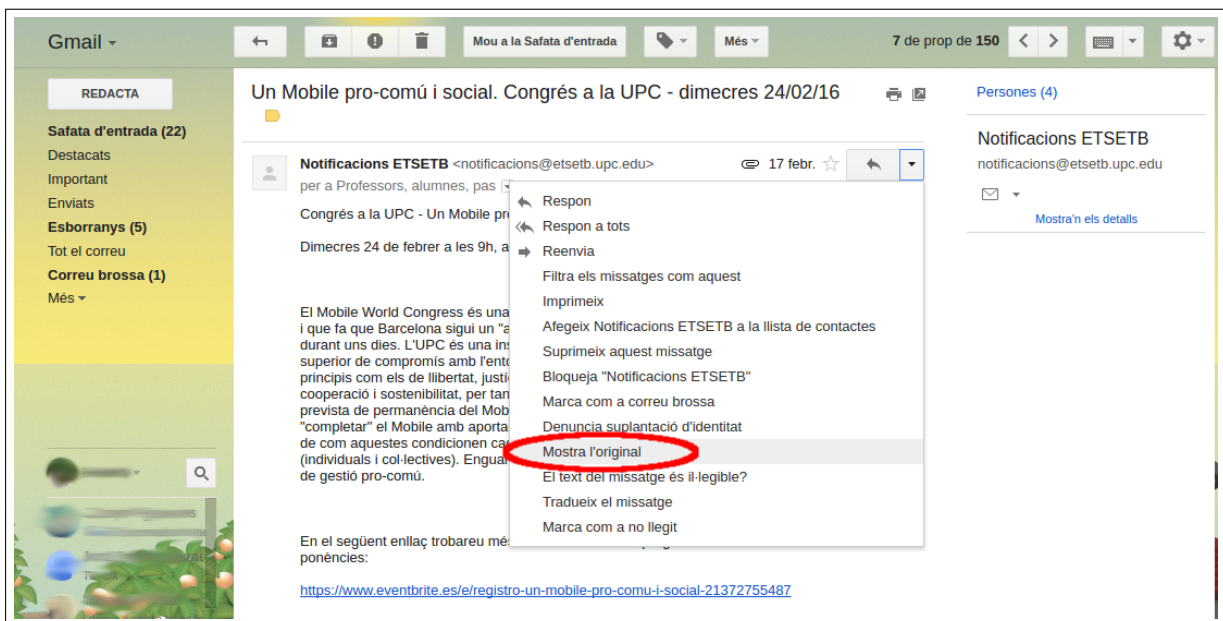 Gmail
Mou a la Safata d'entrada
Més
7 de prop de 150
REDACTA
Safata d'entrada (22)
Destacats
Important
Enviats
Esborranys (5)
Tot el correu
Correu brossa (1)
Més
Un Mobile pro-comú i social. Congrés a la UPC - dimecres 24/02/16
Notificacions ETSETB <notificacions@etsetb.upc.edu>
17 febr.
per a Professors, alumnes, pas
Congrés a la UPC - Un Mobile pr
Dimecres 24 de febrer a les 9h, a
El Mobile World Congress és una
i que fa que Barcelona sigui un "a
durant uns dies. L'UPC és una in
superior de compromís amb l'ento
principis com els de llibertat, justí
cooperació i sostenibilitat, per tan
prevista de permanència del Mob
"completar" el Mobile amb aporta
de com aquestes condicionen ca
(individuals i col·lectives). Enguan
de gestió pro-comú.
En el següent enllaç trobareu mé
ponències:
https://www.eventbrite.es/e/registro-un-mobile-pro-comu-i-social-21372755487
Respon
Respon a tots
Reenvia
Filtra els missatges com aquest
Imprimeix
Afegeix Notificacions ETSETB a la llista de contactes
Suprimeix aquest missatge
Bloqueja "Notificacions ETSETB"
Marca com a correu brossa
Denuncia suplantació d'identitat
Mostra l'original
El text del missatge és il·legible?
Tradueix el missatge
Marca com a no llegit
Persones (4)
Notificacions ETSETB
notificacions@etsetb.upc.edu
Mostra'n els detalls